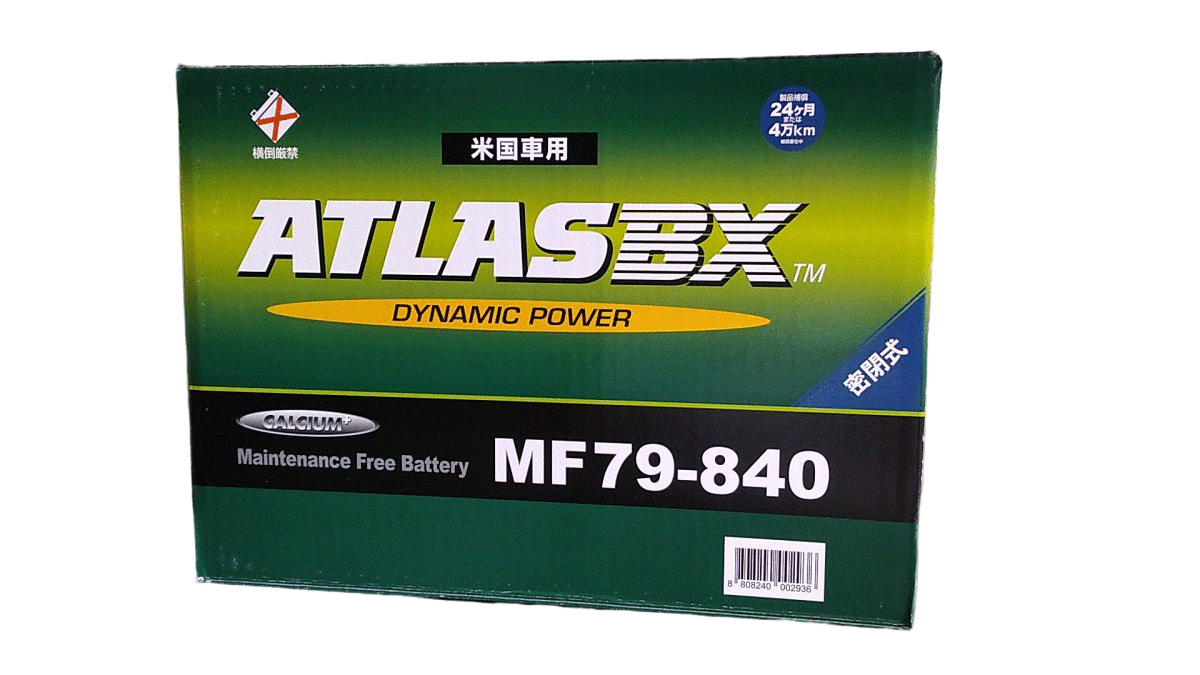 横倒厳禁
米国車用
製品補償
24ヶ月
または
4万km
ATLASBX TM
DYNAMIC POWER
密閉式
CALCIUM+
Maintenance Free Battery
MF79-840
8 808240 002936